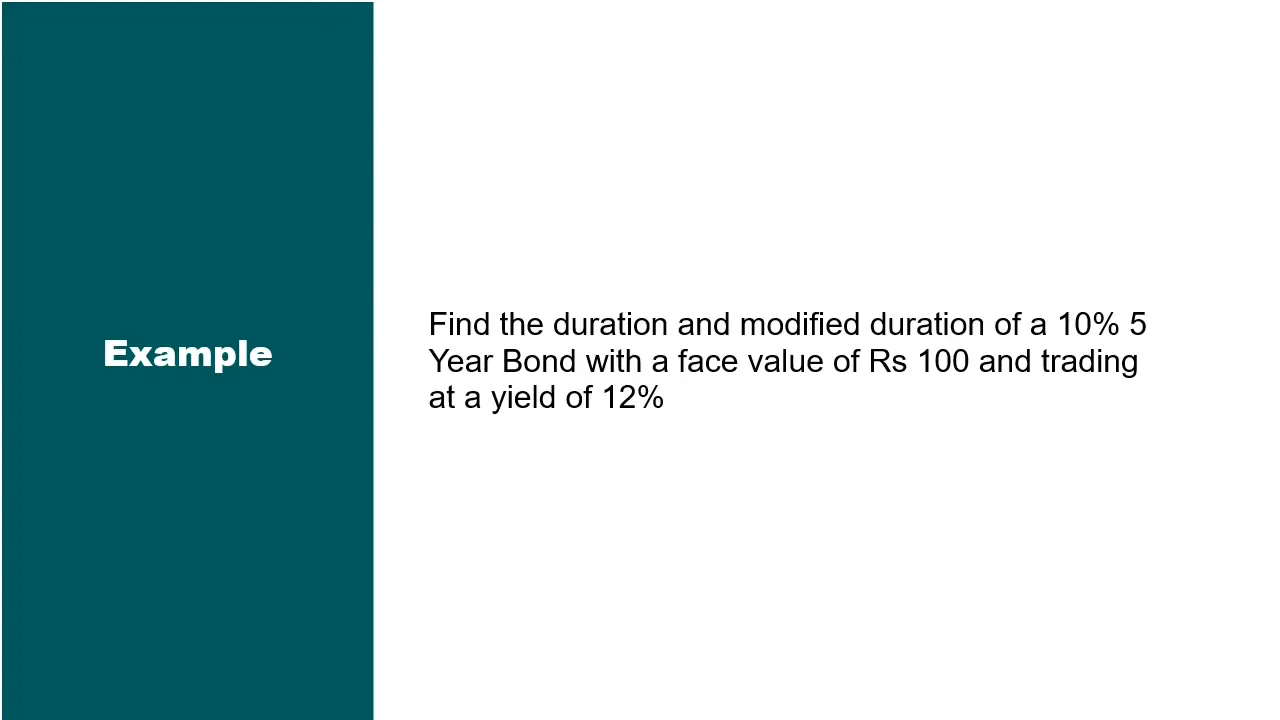 Example
Find the duration and modified duration of a 10% 5
Year Bond with a face value of Rs 100 and trading
at a yield of 12%